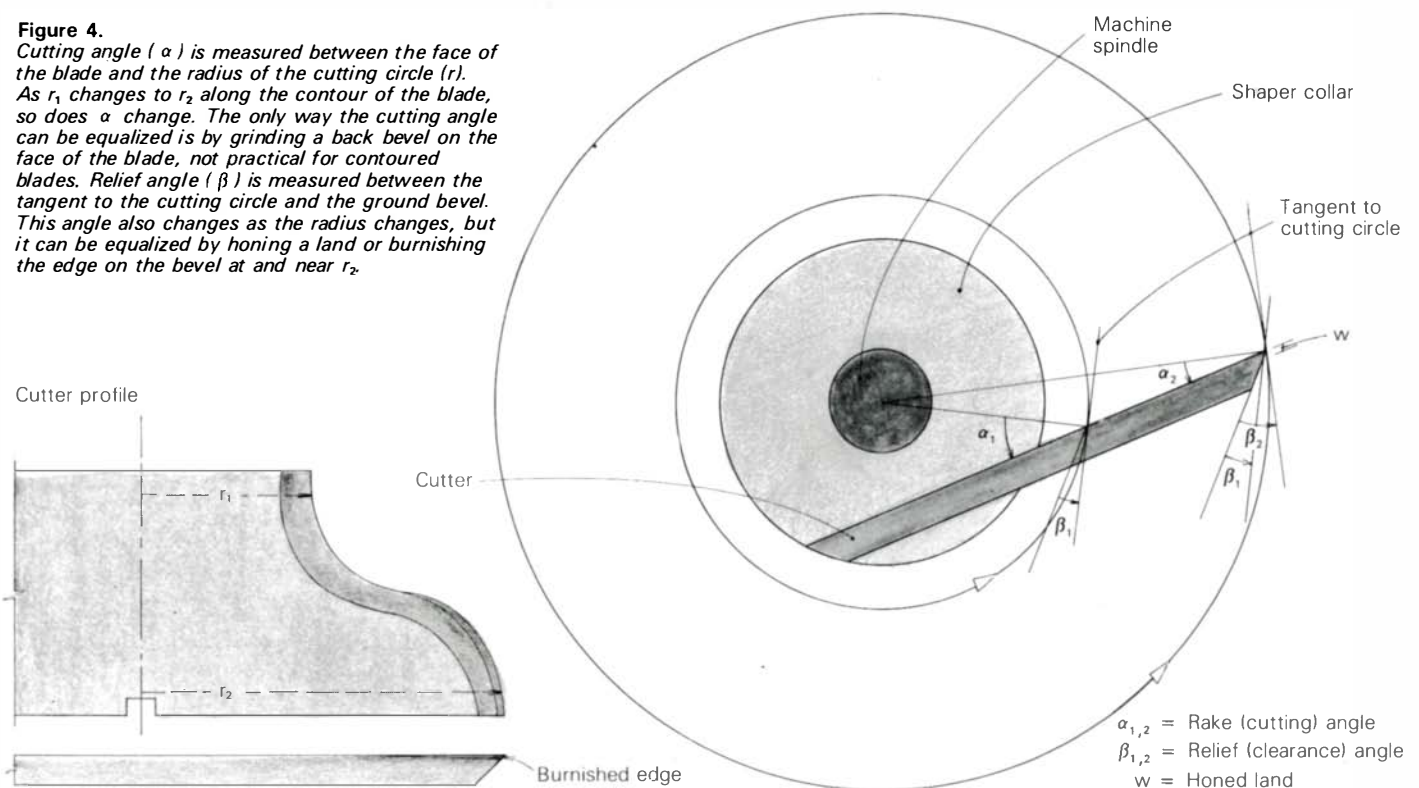 Figure 4.
Cutting angle ( α ) is measured between the face of
the blade and the radius of the cutting circle (r).
As r₁ changes to r₂ along the contour of the blade,
so does α change. The only way the cutting angle
can be equalized is by grinding a back bevel on the
face of the blade, not practical for contoured
blades. Relief angle ( β ) is measured between the
tangent to the cutting circle and the ground bevel.
This angle also changes as the radius changes, but
it can be equalized by honing a land or burnishing
the edge on the bevel at and near r₂.
Machine
spindle
Shaper collar
Tangent to
cutting circle
w
α₂
α₁
β₂
β₁
β₁
Cutter profile
Cutter
r₁
r₂
Burnished edge
α₁,₂ = Rake (cutting) angle
β₁,₂ = Relief (clearance) angle
w = Honed land